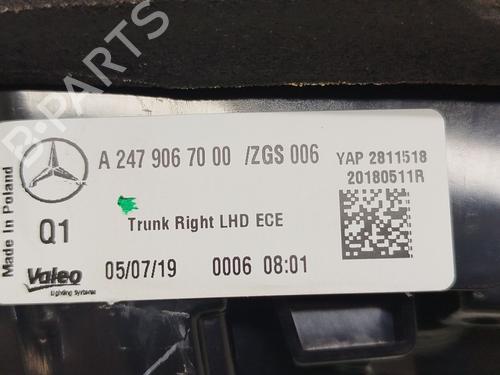 Made in Poland
A 247 906 70 00 /ZGS 006
YAP 2811518
20180511R
Q1
Trunk Right LHD ECE
Valeo
Lighting Systems
05/07/19 0006 08:01
B-PARTS